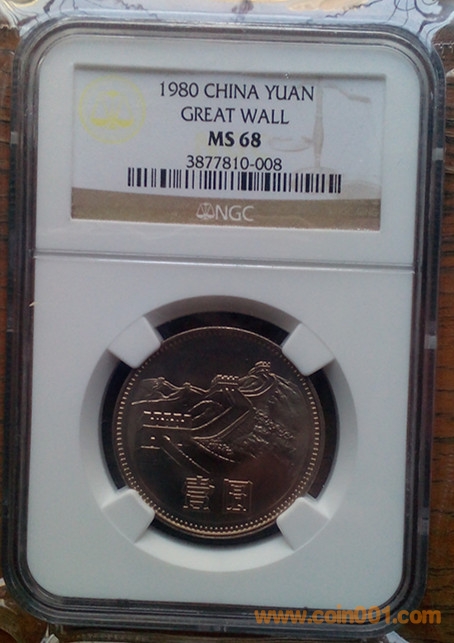 1980 CHINA YUAN
GREAT WALL
MS 68
3877810-008
NGC
壹圆
www.coin001.com